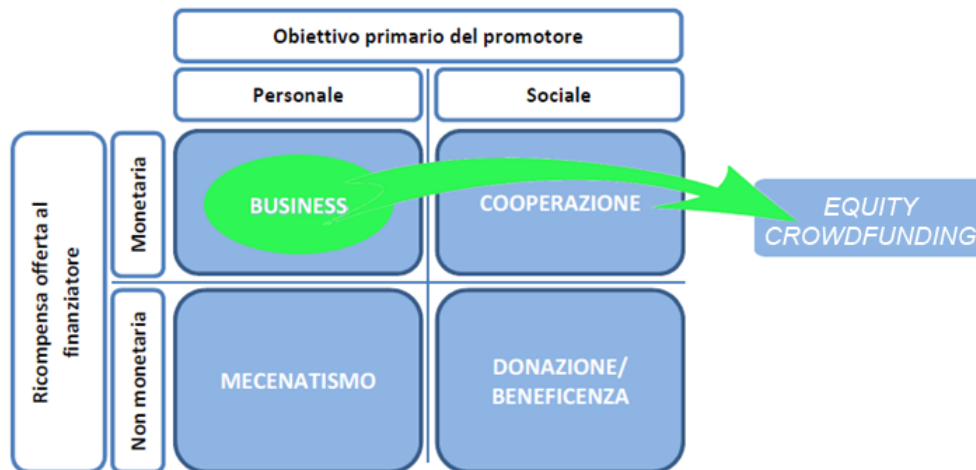 Obiettivo primario del promotore
Personale
Sociale
Ricompensa offerta al
finanziatore
Monetaria
BUSINESS
COOPERAZIONE
EQUITY
CROWDFUNDING
Non monetaria
MECENATISMO
DONAZIONE/
BENEFICENZA